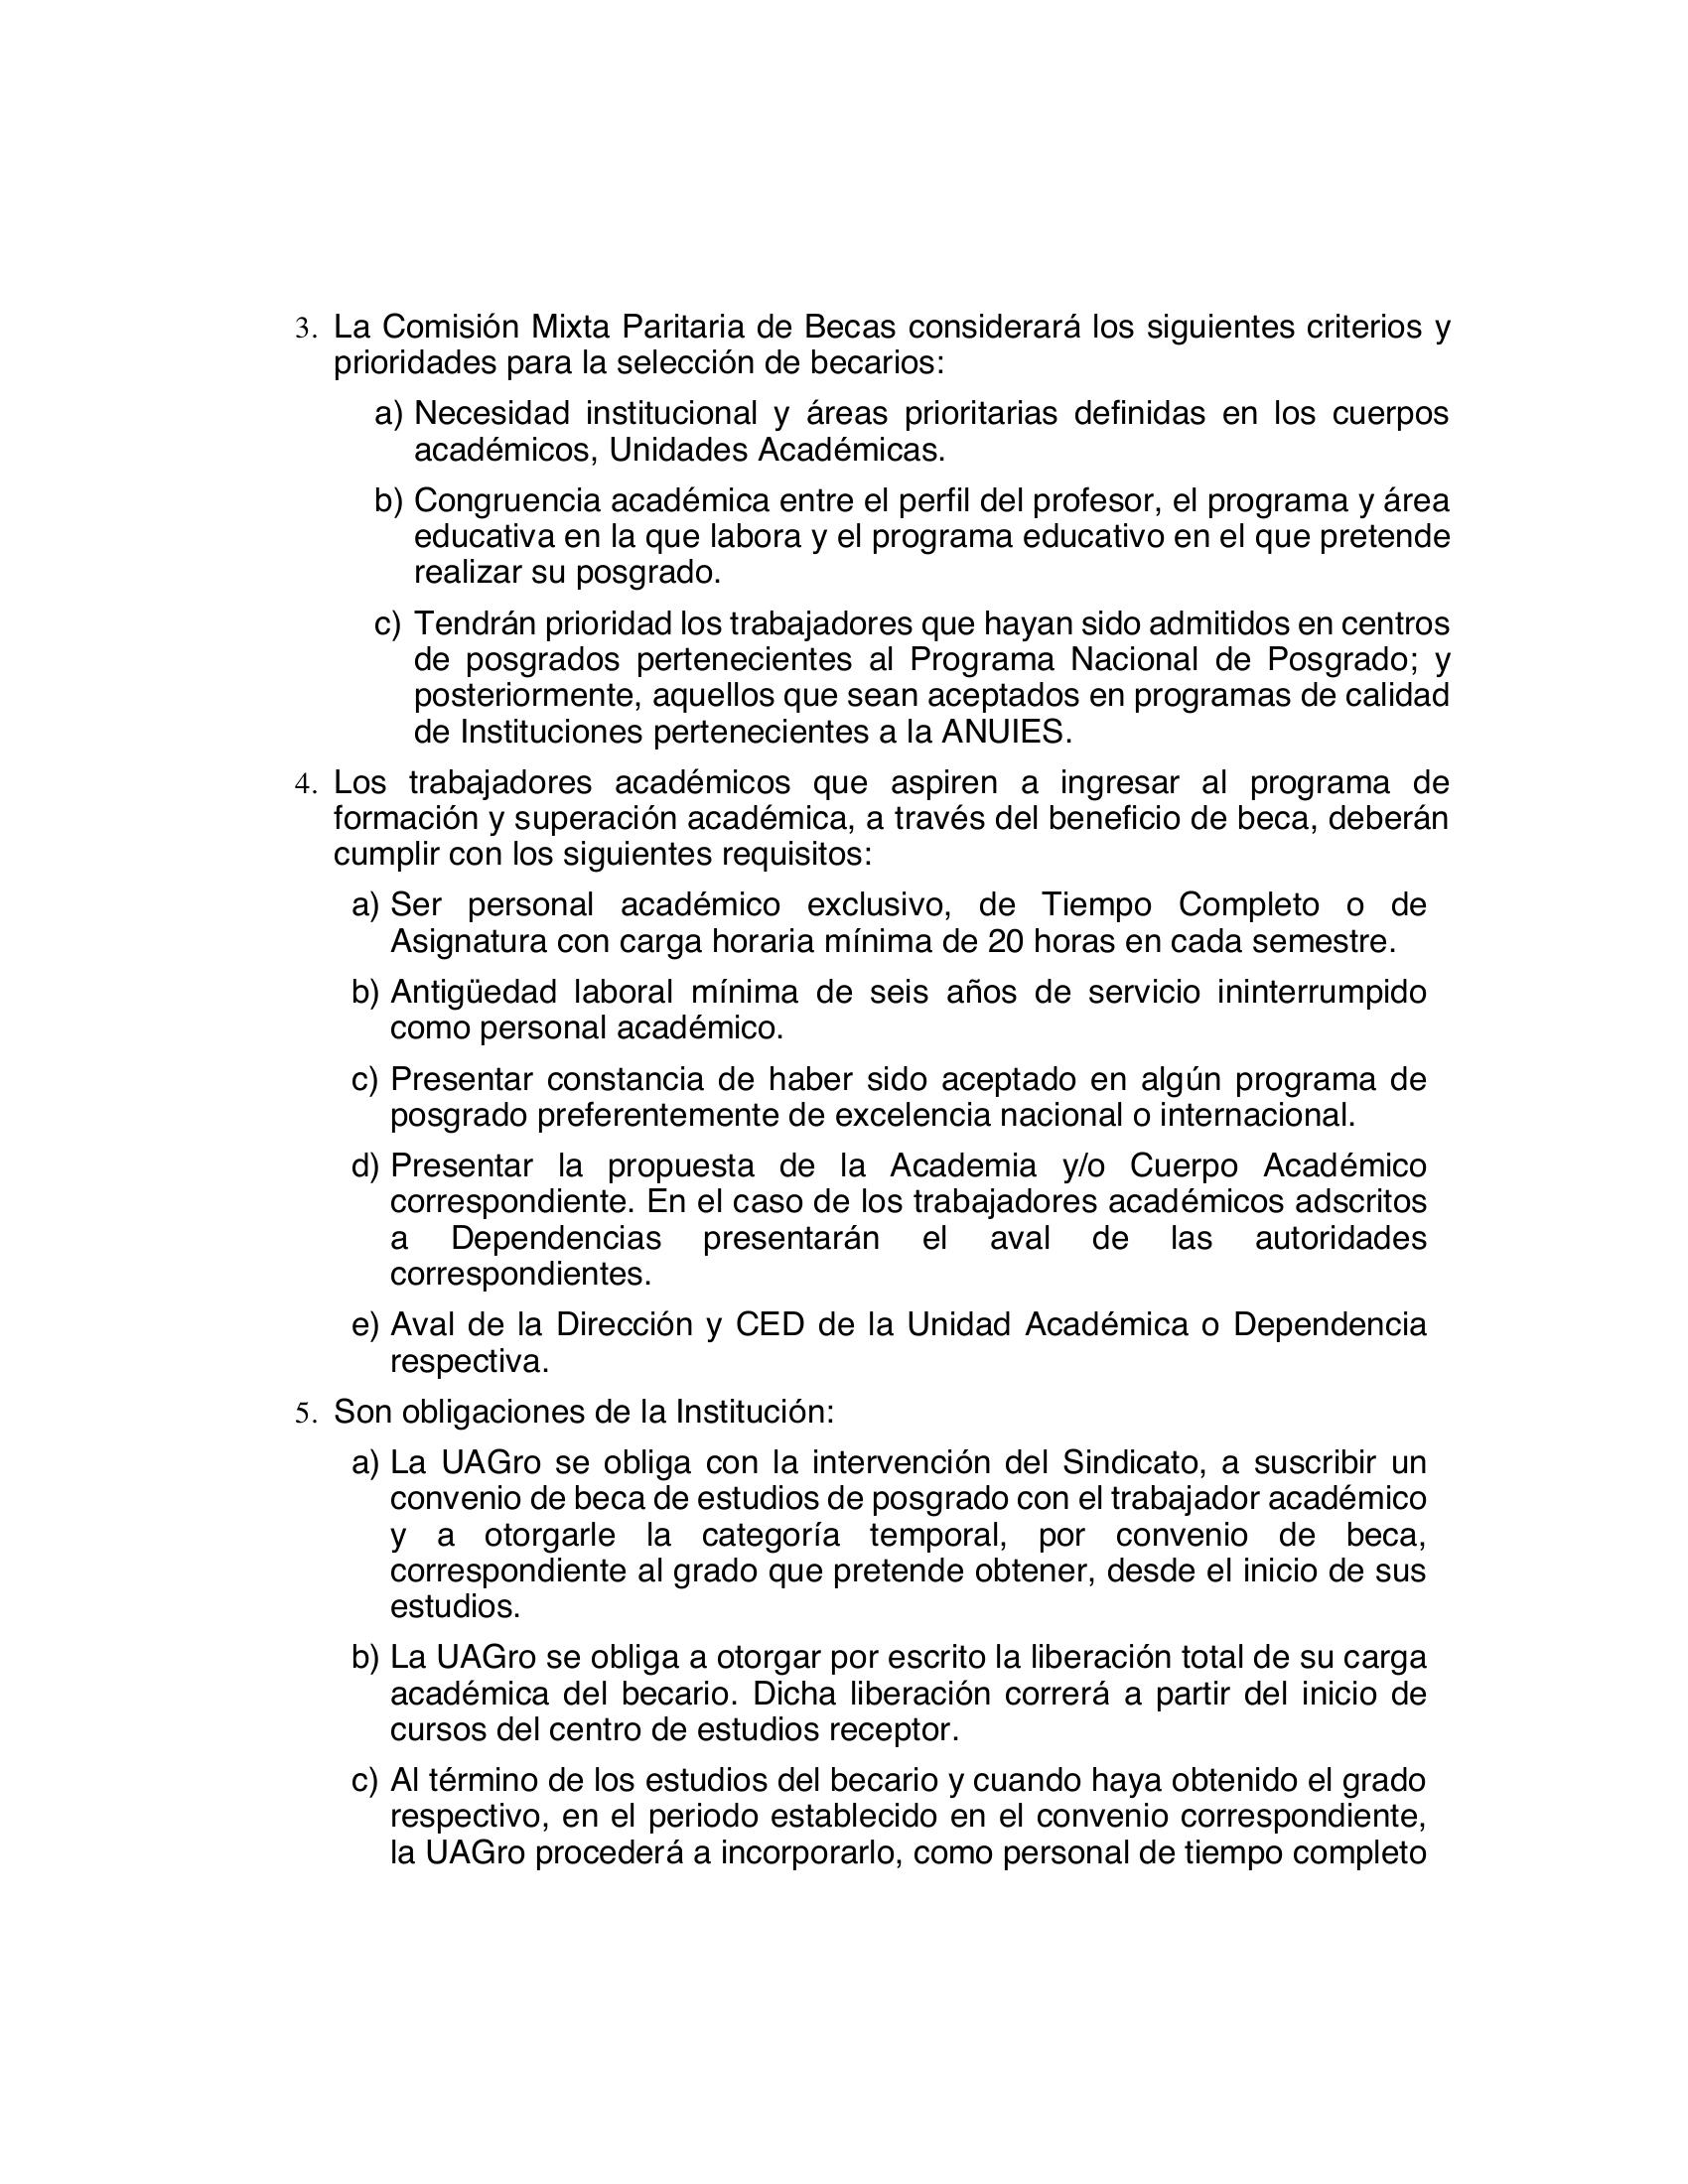 3. La Comisión Mixta Paritaria de Becas considerará los siguientes criterios y
prioridades para la selección de becarios:
a) Necesidad institucional y áreas prioritarias definidas en los cuerpos
académicos, Unidades Académicas.
b) Congruencia académica entre el perfil del profesor, el programa y área
educativa en la que labora y el programa educativo en el que pretende
realizar su posgrado.
c) Tendrán prioridad los trabajadores que hayan sido admitidos en centros
de posgrados pertenecientes al Programa Nacional de Posgrado; y
posteriormente, aquellos que sean aceptados en programas de calidad
de Instituciones pertenecientes a la ANUIES.
4. Los trabajadores académicos que aspiren a ingresar al programa de
formación y superación académica, a través del beneficio de beca, deberán
cumplir con los siguientes requisitos:
a) Ser personal académico exclusivo, de Tiempo Completo o de
Asignatura con carga horaria mínima de 20 horas en cada semestre.
b) Antigüedad laboral mínima de seis años de servicio ininterrumpido
como personal académico.
c) Presentar constancia de haber sido aceptado en algún programa de
posgrado preferentemente de excelencia nacional o internacional.
d) Presentar la propuesta de la Academia y/o Cuerpo Académico
correspondiente. En el caso de los trabajadores académicos adscritos
a Dependencias presentarán el aval de las autoridades
correspondientes.
e) Aval de la Dirección y CED de la Unidad Académica o Dependencia
respectiva.
5. Son obligaciones de la Institución:
a) La UAGro se obliga con la intervención del Sindicato, a suscribir un
convenio de beca de estudios de posgrado con el trabajador académico
y a otorgarle la categoría temporal, por convenio de beca,
correspondiente al grado que pretende obtener, desde el inicio de sus
estudios.
b) La UAGro se obliga a otorgar por escrito la liberación total de su carga
académica del becario. Dicha liberación correrá a partir del inicio de
cursos del centro de estudios receptor.
c) Al término de los estudios del becario y cuando haya obtenido el grado
respectivo, en el periodo establecido en el convenio correspondiente,
la UAGro procederá a incorporarlo, como personal de tiempo completo